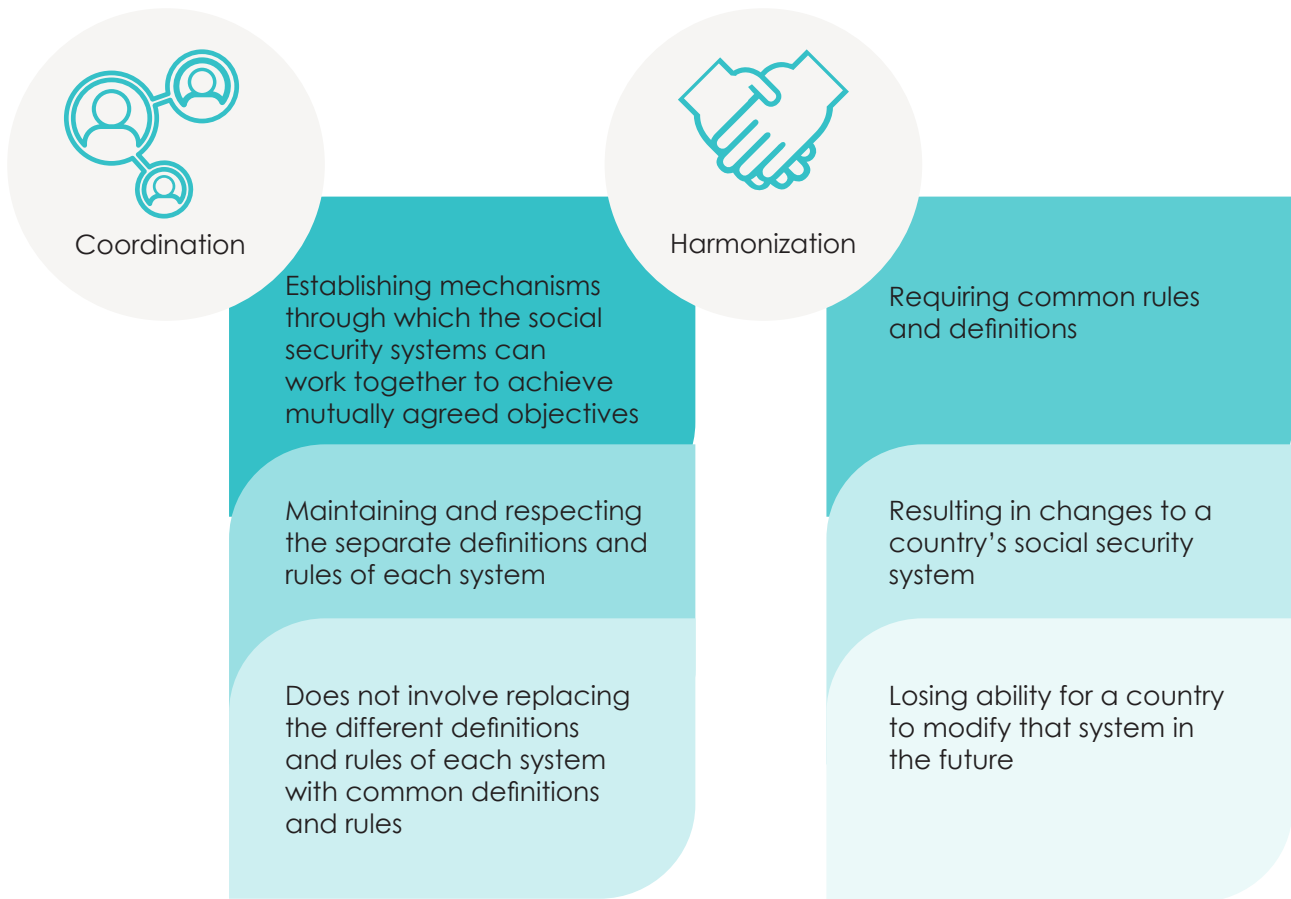 Coordination
Establishing mechanisms
through which the social
security systems can
work together to achieve
mutually agreed objectives
Maintaining and respecting
the separate definitions and
rules of each system
Does not involve replacing
the different definitions
and rules of each system
with common definitions
and rules
Harmonization
Requiring common rules
and definitions
Resulting in changes to a
country’s social security
system
Losing ability for a country
to modify that system in
the future